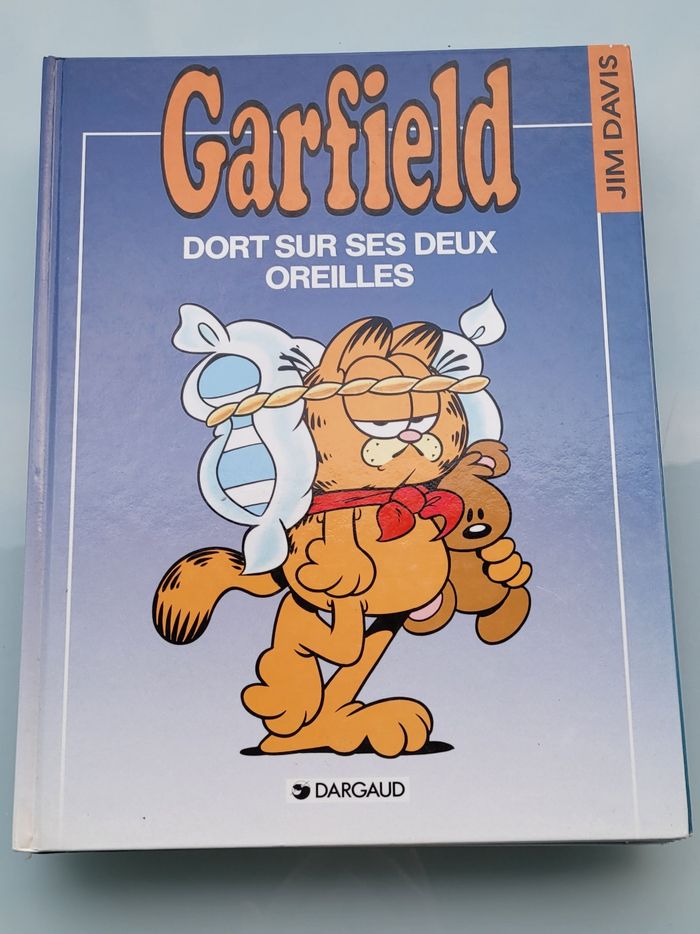 Garfield
JIM DAVIS
DORT SUR SES DEUX
OREILLES
DARGAUD